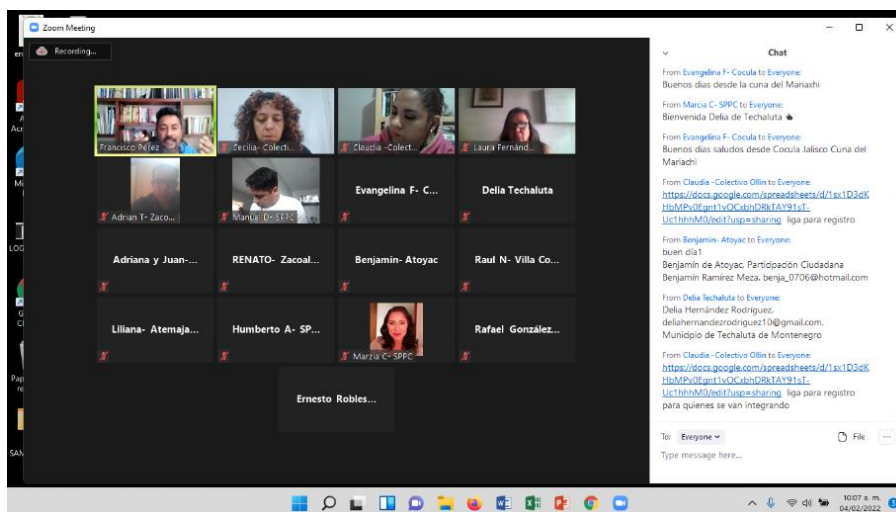 Zoom Meeting
Recording...
Francisco Pérez
Cecilia- Colecti...
Claudia -Colect...
Laura Fernánd...
Adrian T- Zaco...
Manuel D- SPPC
Evangelina F- C...
Delia Techaluta
Adriana y Juan-...
RENATO- Zacoal...
Benjamin- Atoyac
Raul N- Villa Co...
Liliana- Atemaja...
Humberto A- SP...
Marzia C- SPPC
Rafael González...
Ernesto Robles...
Chat
From Evangelina F- Cocula to Everyone:
Buenos dias desde la cuna del
Mariaxhi
From Marcia C- SPPC to Everyone:
Bienvenida Delia de Techaluta
From Evangelina F- Cocula to Everyone:
Buenos dias saludos desde Cocula Jalisco Cuna del
Mariachi
From Claudia -Colectivo Ollin to Everyone:
https://docs.google.com/spreadsheets/d/1sx1D3dK
HbMPv0Egnt1vOCxbhDRkTAY91sT-
Uc1hhhM0/edit?usp=sharing liga para registro
From Benjamin- Atoyac to Everyone:
buen día1
Benjamín de Atoyac, Participación Ciudadana
Benjamín Ramírez Meza. benja_0706@hotmail.com
From Delia Techaluta to Everyone:
Delia Hernández Rodríguez.
deliahernandezrodriguez10@gmail.com.
Municipio de Techaluta de Montenegro
From Claudia -Colectivo Ollin to Everyone:
https://docs.google.com/spreadsheets/d/1sx1D3dK
HbMPv0Egnt1vOCxbhDRkTAY91sT-
Uc1hhhM0/edit?usp=sharing liga para registro
para quienes se van integrando
To: Everyone
File
Type message here...
10:07 a. m.
04/02/2022